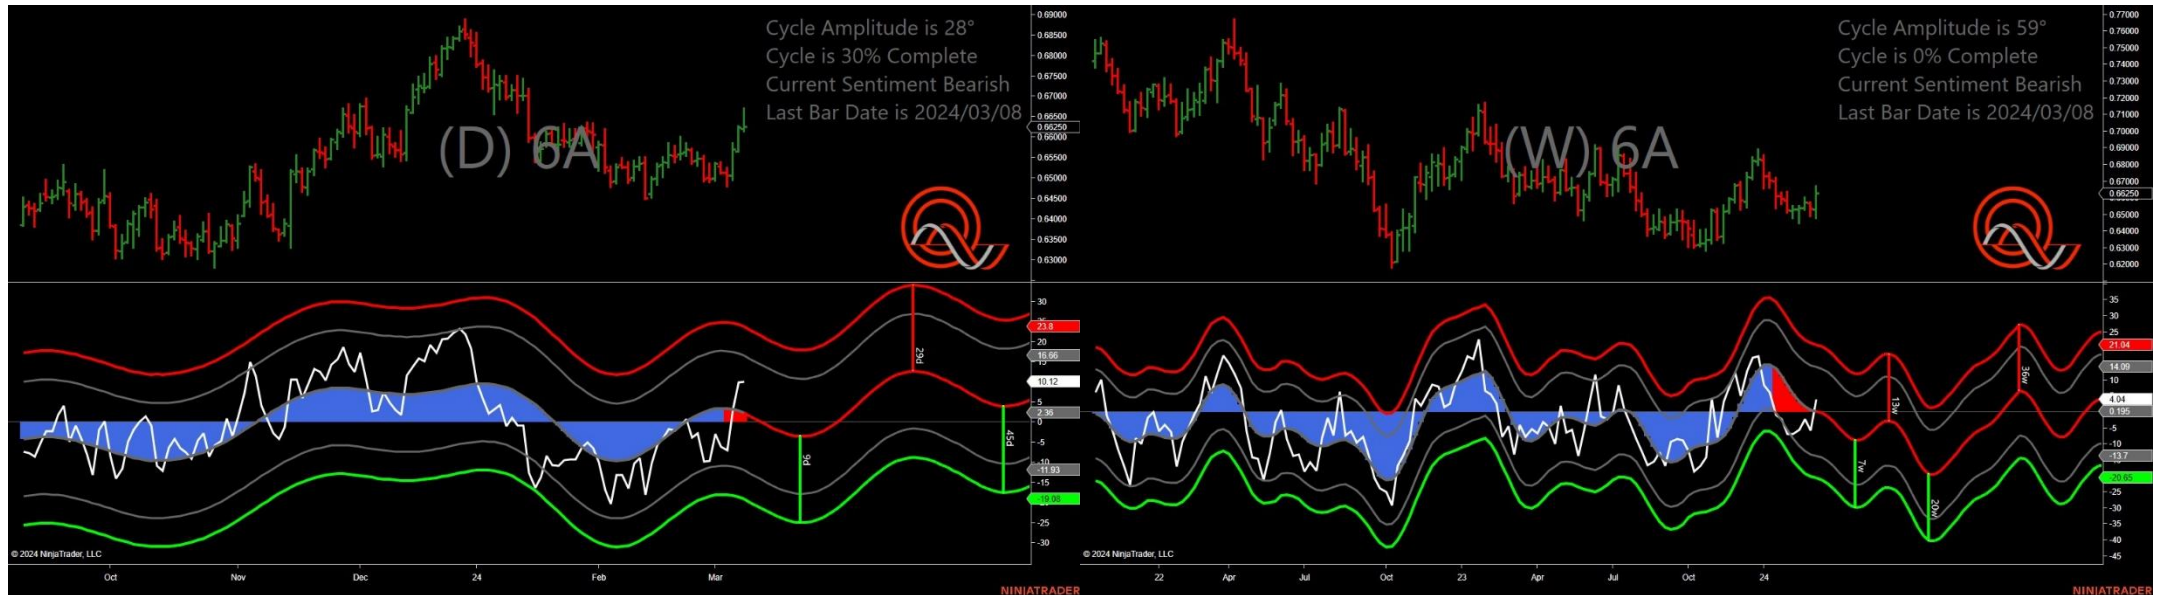 Cycle Amplitude is 28°
Cycle is 30% Complete
Current Sentiment Bearish
Last Bar Date is 2024/03/08
(D) 6A
0.69000
0.68500
0.68000
0.67500
0.67000
0.66500
0.66250
0.66000
0.65500
0.65000
0.64500
0.64000
0.63500
0.63000
30
23.8
20
16.66
10.12
5
2.36
0
-5
-10
-11.93
-15
-19.08
-25
-30
29d
9d
45d
© 2024 NinjaTrader, LLC
Oct Nov Dec 24 Feb Mar
NINJATRADER
Cycle Amplitude is 59°
Cycle is 0% Complete
Current Sentiment Bearish
Last Bar Date is 2024/03/08
(W) 6A
0.77000
0.76000
0.75000
0.74000
0.73000
0.72000
0.71000
0.70000
0.69000
0.68000
0.67000
0.66250
0.65000
0.64000
0.63000
0.62000
35
30
25
21.04
14.09
10
4.04
0.195
-5
-10
-13.7
-20.65
-25
-30
-35
-40
-45
13w
7w
20w
36w
© 2024 NinjaTrader, LLC
22 Apr Jul Oct 23 Apr Jul Oct 24
NINJATRADER